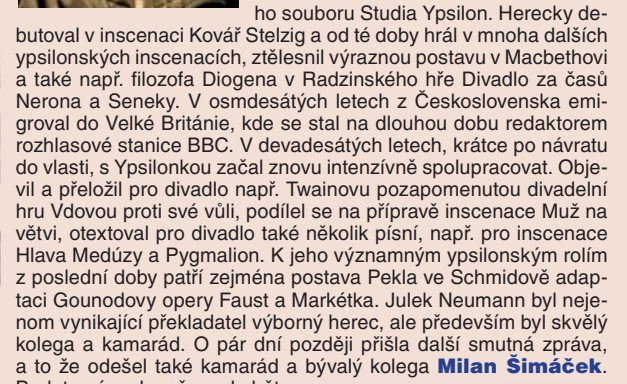 ho souboru Studia Ypsilon. Herecky de-
butoval v inscenaci Kovář Stelzig a od té doby hrál v mnoha dalších
ypsilonských inscenacích, ztělesnil výraznou postavu v Macbethovi
a také např. filozofa Diogena v Radzinského hře Divadlo za časů
Nerona a Seneky. V osmdesátých letech z Československa emi-
groval do Velké Británie, kde se stal na dlouhou dobu redaktorem
rozhlasové stanice BBC. V devadesátých letech, krátce po návratu
do vlasti, s Ypsilonkou začal znovu intenzívně spolupracovat. Obje-
vil a přeložil pro divadlo např. Twainovu pozapomenutou divadelní
hru Vdovou proti své vůli, podílel se na přípravě inscenace Muž na
větvi, otextoval pro divadlo také několik písní, např. pro inscenace
Hlava Medúzy a Pygmalion. K jeho významným ypsilonským rolím
z poslední doby patří zejména postava Pekla ve Schmidově adap-
taci Gounodovy opery Faust a Markétka. Julek Neumann byl neje-
nom vynikající překladatel výborný herec, ale především byl skvělý
kolega a kamarád. O pár dní později přišla další smutná zpráva,
a to že odešel také kamarád a bývalý kolega Milan Šimáček.